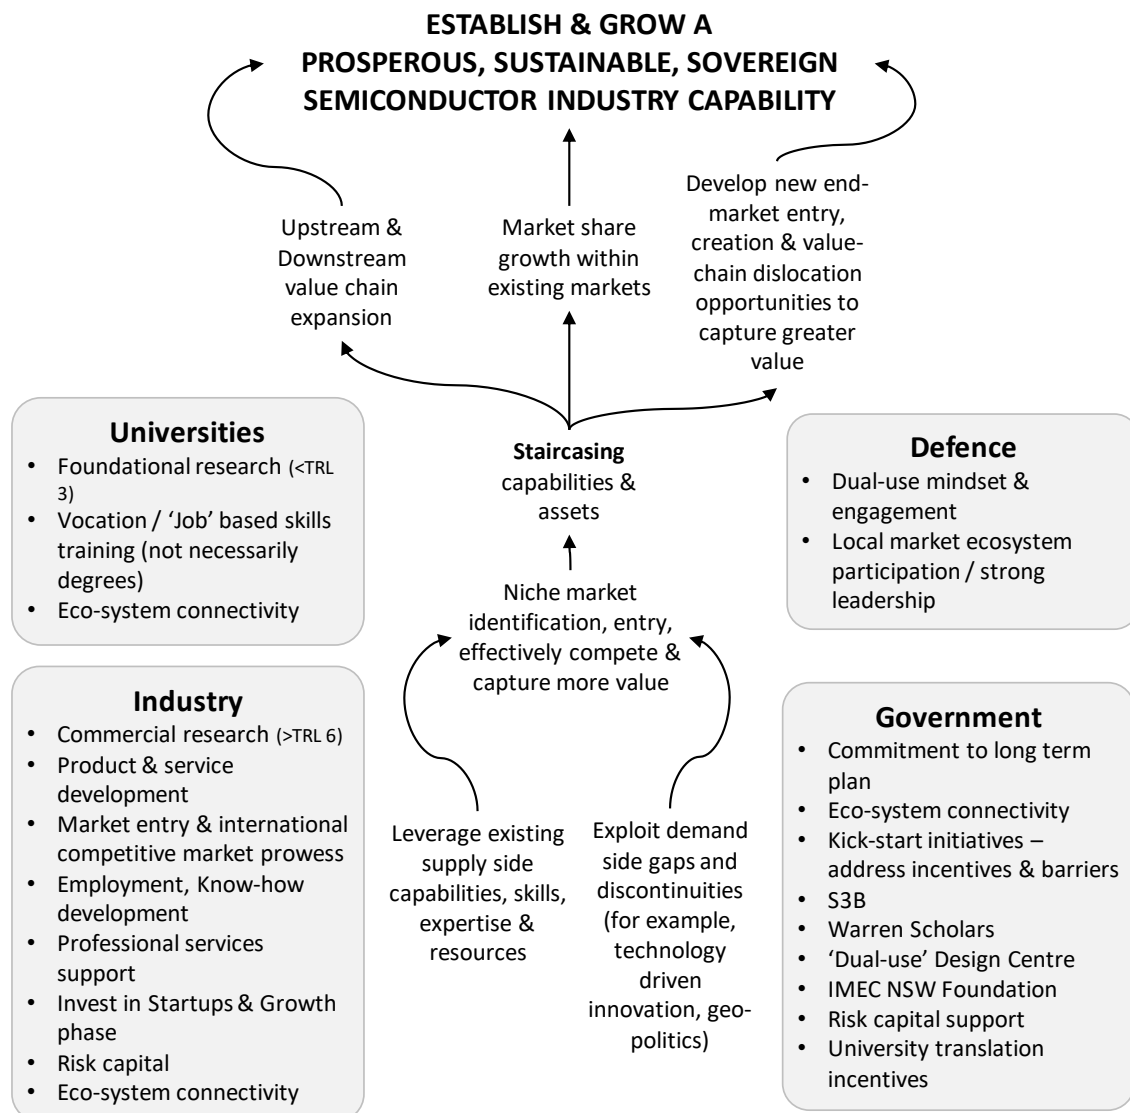 ESTABLISH & GROW A
PROSPEROUS, SUSTAINABLE, SOVEREIGN
SEMICONDUCTOR INDUSTRY CAPABILITY
Upstream &
Downstream
value chain
expansion
Market share
growth within
existing markets
Develop new end-
market entry,
creation & value-
chain dislocation
opportunities to
capture greater
value
Universities
• Foundational research (<TRL
3)
• Vocation / ‘Job’ based skills
training (not necessarily
degrees)
• Eco-system connectivity
Staircasing
capabilities &
assets
Defence
• Dual-use mindset &
engagement
• Local market ecosystem
participation / strong
leadership
Niche market
identification, entry,
effectively compete &
capture more value
Industry
• Commercial research (>TRL 6)
• Product & service
development
• Market entry & international
competitive market prowess
• Employment, Know-how
development
• Professional services
support
• Invest in Startups & Growth
phase
• Risk capital
• Eco-system connectivity
Leverage existing
supply side
capabilities, skills,
expertise &
resources
Exploit demand
side gaps and
discontinuities
(for example,
technology
driven
innovation, geo-
politics)
Government
• Commitment to long term
plan
• Eco-system connectivity
• Kick-start initiatives –
address incentives & barriers
• S3B
• Warren Scholars
• ‘Dual-use’ Design Centre
• IMEC NSW Foundation
• Risk capital support
• University translation
incentives